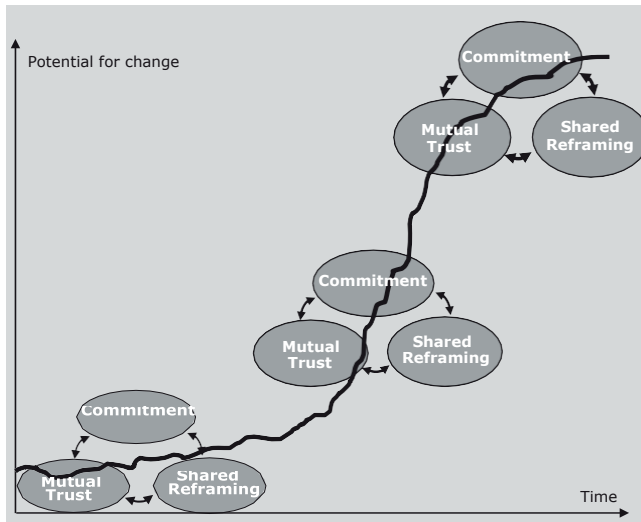 Potential for change
Commitment
Mutual
Trust
Shared
Reframing
Commitment
Mutual
Trust
Shared
Reframing
Commitment
Mutual
Trust
Shared
Reframing
Time